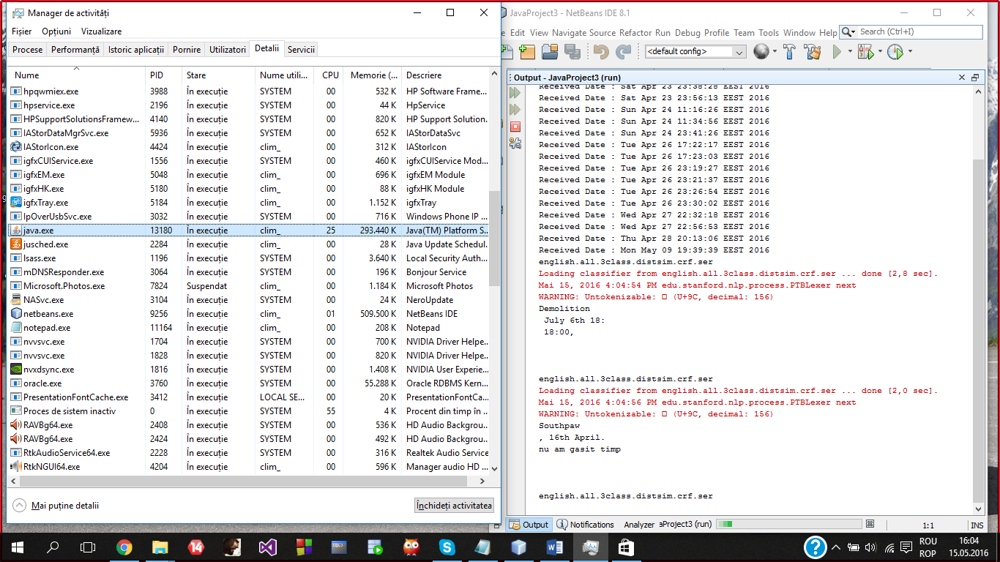 Manager de activități
Fișier Opțiuni Vizualizare
Procese Performanță Istoric aplicații Pornire Utilizatori Detalii Servicii
Nume PID Stare Nume utili... CPU Memorie (... Descriere
hpqwmiex.exe 3988 În execuție SYSTEM 00 532 K HP Software Frame...
hpservice.exe 2196 În execuție SYSTEM 00 44 K HpService
HPSupportSolutionsFramew... 4140 În execuție SYSTEM 00 820 K HP Support Solution...
IAStorDataMgrSvc.exe 5936 În execuție SYSTEM 00 652 K IAStorDataSvc
IAStorIcon.exe 4424 În execuție clim_ 00 312 K IAStorIcon
igfxCUIService.exe 1556 În execuție SYSTEM 00 460 K igfxCUIService Mod...
igfxEM.exe 5048 În execuție clim_ 00 696 K igfxEM Module
igfxHK.exe 5180 În execuție clim_ 00 88 K igfxHK Module
igfxTray.exe 5184 În execuție clim_ 00 1.152 K igfxTray
IpOverUsbSvc.exe 3032 În execuție SYSTEM 00 716 K Windows Phone IP ...
java.exe 13180 În execuție clim_ 25 293.440 K Java(TM) Platform S...
jusched.exe 2284 În execuție clim_ 00 28 K Java Update Schedul...
lsass.exe 1196 În execuție SYSTEM 00 3.640 K Local Security Auth...
mDNSResponder.exe 3064 În execuție SYSTEM 00 196 K Bonjour Service
Microsoft.Photos.exe 7824 Suspendat clim_ 00 1.184 K Microsoft Photos
NASvc.exe 3104 În execuție SYSTEM 00 24 K NeroUpdate
netbeans.exe 9256 În execuție clim_ 01 509.500 K NetBeans IDE
notepad.exe 11164 În execuție clim_ 00 208 K Notepad
nvvsvc.exe 1704 În execuție SYSTEM 00 700 K NVIDIA Driver Helpe...
nvvsvc.exe 1828 În execuție SYSTEM 00 820 K NVIDIA Driver Helpe...
nvxdsync.exe 1816 În execuție SYSTEM 00 1.408 K NVIDIA User Experie...
oracle.exe 3760 În execuție SYSTEM 00 55.288 K Oracle RDBMS Kern...
PresentationFontCache.exe 3412 În execuție LOCAL SE... 00 20 K PresentationFontCa...
Proces de sistem inactiv 0 În execuție SYSTEM 55 4 K Procent din timp în ...
RAVBg64.exe 2408 În execuție SYSTEM 00 536 K HD Audio Backgrou...
RAVBg64.exe 2424 În execuție SYSTEM 00 492 K HD Audio Backgrou...
RtkAudioService64.exe 2228 În execuție SYSTEM 00 316 K Realtek Audio Service
RtkNGUI64.exe 4204 În execuție clim_ 00 596 K Manager audio HD ...
Mai puține detalii
Închideți activitatea
JavaProject3 - NetBeans IDE 8.1
Edit View Navigate Source Refactor Run Debug Profile Team Tools Window Help
Search (Ctrl+I)
<default config>
Output - JavaProject3 (run)
Received Date : Sat Apr 23 23:38:28 EEST 2016
Received Date : Sat Apr 23 23:56:13 EEST 2016
Received Date : Sun Apr 24 11:16:26 EEST 2016
Received Date : Sun Apr 24 11:34:56 EEST 2016
Received Date : Sun Apr 24 23:41:26 EEST 2016
Received Date : Tue Apr 26 17:22:17 EEST 2016
Received Date : Tue Apr 26 17:23:03 EEST 2016
Received Date : Tue Apr 26 23:19:27 EEST 2016
Received Date : Tue Apr 26 23:21:37 EEST 2016
Received Date : Tue Apr 26 23:26:54 EEST 2016
Received Date : Tue Apr 26 23:30:02 EEST 2016
Received Date : Wed Apr 27 22:32:18 EEST 2016
Received Date : Wed Apr 27 22:56:53 EEST 2016
Received Date : Thu Apr 28 20:13:06 EEST 2016
Received Date : Mon May 09 19:39:39 EEST 2016
english.all.3class.distsim.crf.ser
Loading classifier from english.all.3class.distsim.crf.ser ... done [2,8 sec].
Mai 15, 2016 4:04:54 PM edu.stanford.nlp.process.PTBLexer next
WARNING: Untokenizable: □ (U+9C, decimal: 156)
Demolition
July 6th 18:
18:00,
english.all.3class.distsim.crf.ser
Loading classifier from english.all.3class.distsim.crf.ser ... done [2,0 sec].
Mai 15, 2016 4:04:56 PM edu.stanford.nlp.process.PTBLexer next
WARNING: Untokenizable: □ (U+9C, decimal: 156)
Southpaw
, 16th April.
nu am gasit timp
english.all.3class.distsim.crf.ser
Output Notifications Analyzer aProject3 (run) 1:1 INS
14
SQL
ROU
ROP
16:04
15.05.2016